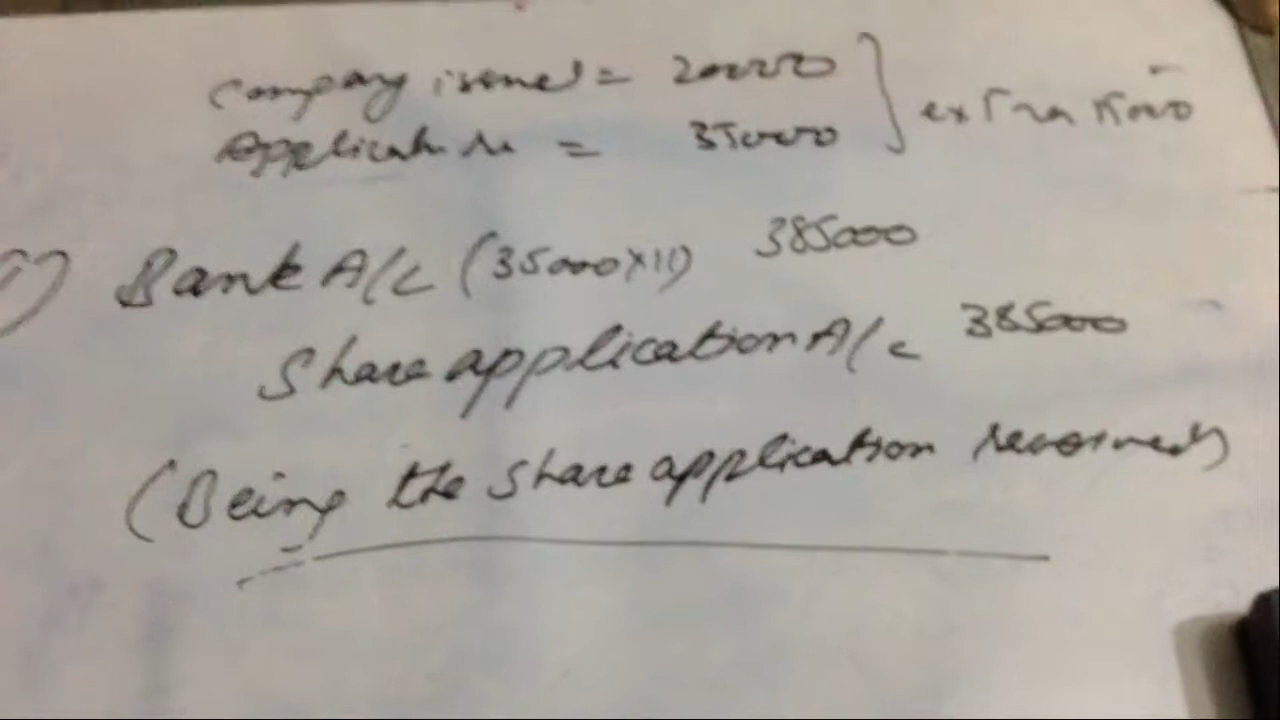 Company issued = 20000
Application = 35000 } extra 15000
1) Bank A/c (35000×11) 385000
Share application A/c 385000
(Being the share application received)